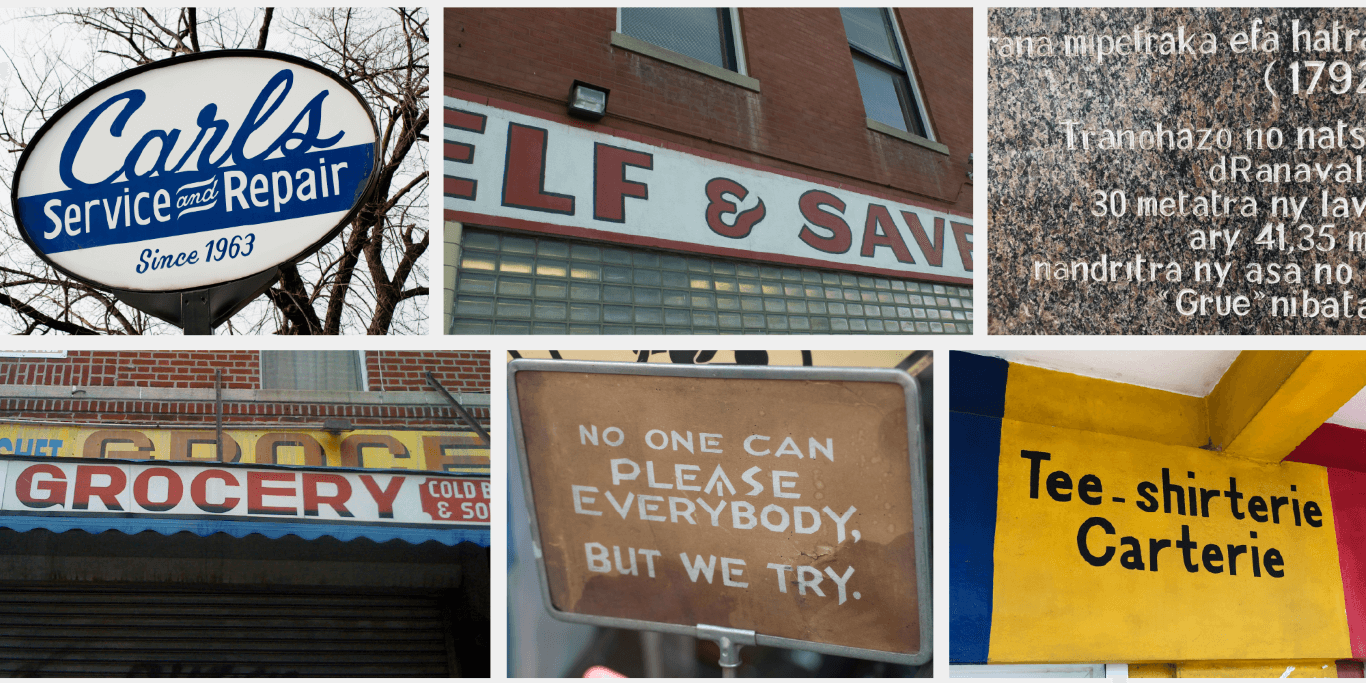 Carls
Service and Repair
Since 1963
ELF & SAVE
mipetraka efa hatr
(1792
Tranohazo no nats
dRanaval
30 metatra ny lav
ary 41,35 m
nandritra ny asa no
"Grue" nibata
GROCE
GROCERY
COLD B
& SO
NO ONE CAN
PLEASE
EVERYBODY,
BUT WE TRY.
Tee-shirterie
Carterie